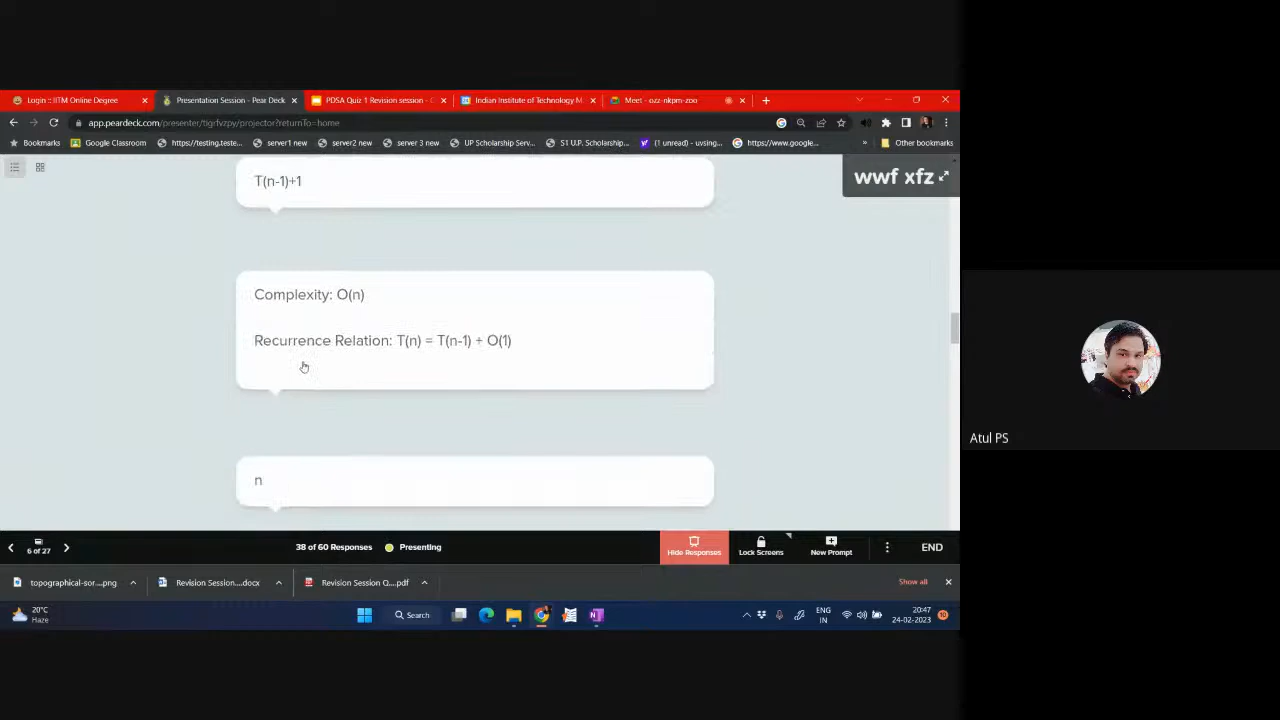 Login :: IITM Online Degree
Presentation Session - Pear Deck
PDSA Quiz 1 Revision session - G
Indian Institute of Technology M
Meet - ozz-nkpm-zoo
app.peardeck.com/presenter/tigrfvzpy/projector?returnTo=home
Bookmarks
Google Classroom
https://testing.teste...
server1 new
server2 new
server 3 new
UP Scholarship Serv...
S1 U.P. Scholarship...
(1 unread) - uvsing...
https://www.google...
»
Other bookmarks
wwf xfz
T(n-1)+1
Complexity: O(n)
Recurrence Relation: T(n) = T(n-1) + O(1)
n
Atul PS
6 of 27
38 of 60 Responses
Presenting
Hide Responses
Lock Screens
New Prompt
END
topographical-sor....png
Revision Session....docx
Revision Session Q....pdf
Show all
20°C
Haze
Search
ENG
IN
20:47
24-02-2023
10